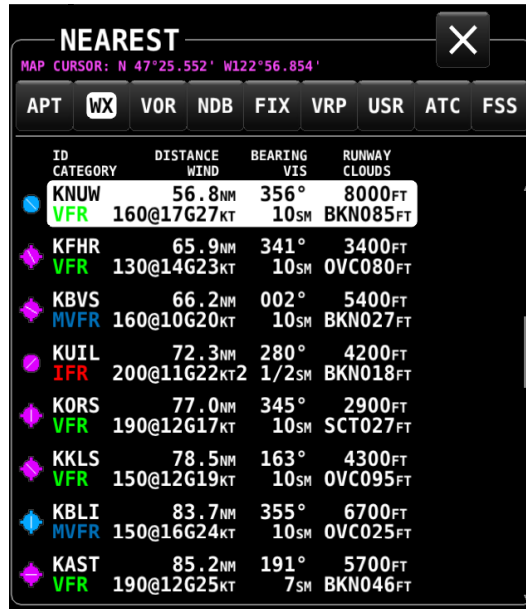 NEAREST
MAP CURSOR: N 47°25.552' W122°56.854'
APT WX VOR NDB FIX VRP USR ATC FSS
ID DISTANCE BEARING RUNWAY
CATEGORY WIND VIS CLOUDS
KNUW 56.8NM 356° 8000FT
VFR 160@17G27KT 10SM BKN085FT
KFHR 65.9NM 341° 3400FT
VFR 130@14G23KT 10SM OVC080FT
KBVS 66.2NM 002° 5400FT
MVFR 160@10G20KT 10SM BKN027FT
KUIL 72.3NM 280° 4200FT
IFR 200@11G22KT2 1/2SM BKN018FT
KORS 77.0NM 345° 2900FT
VFR 190@12G17KT 10SM SCT027FT
KKLS 78.5NM 163° 4300FT
VFR 150@12G19KT 10SM OVC095FT
KBLI 83.7NM 355° 6700FT
MVFR 150@16G24KT 10SM OVC025FT
KAST 85.2NM 191° 5700FT
VFR 190@12G25KT 7SM BKN046FT